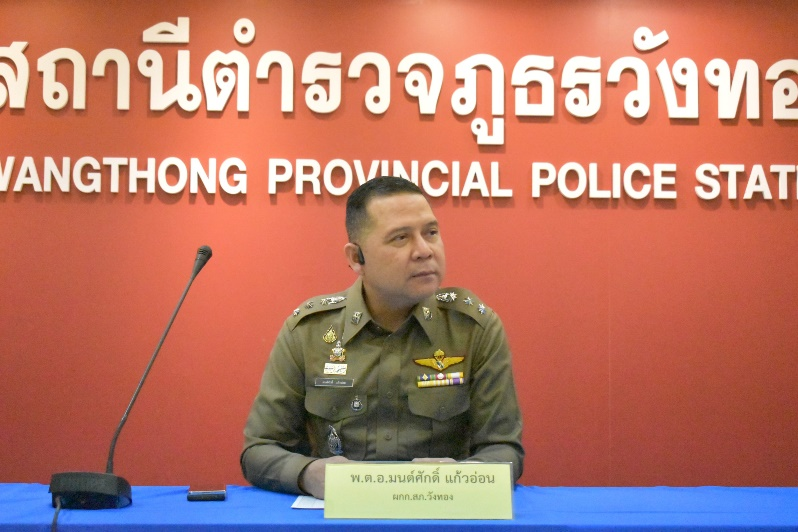 สถานีตำรวจภูธรวังทอ
WANGTHONG PROVINCIAL POLICE STAT
พ.ต.อ.มนต์ศักดิ์ แก้วอ่อน
ผกก.สภ.วังทอง